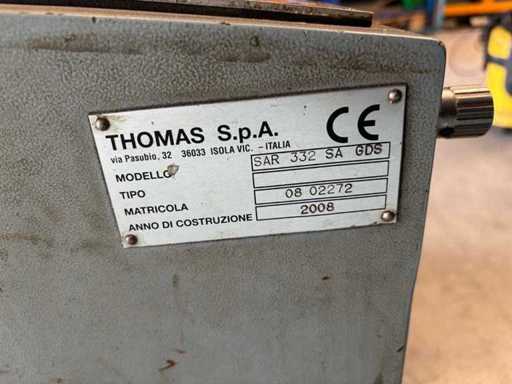 THOMAS S.p.A. CE
via Pasubio, 32 36033 ISOLA VIC. - ITALIA
MODELLO SAR 332 SA GDS
TIPO
MATRICOLA 08 02272
ANNO DI COSTRUZIONE 2008